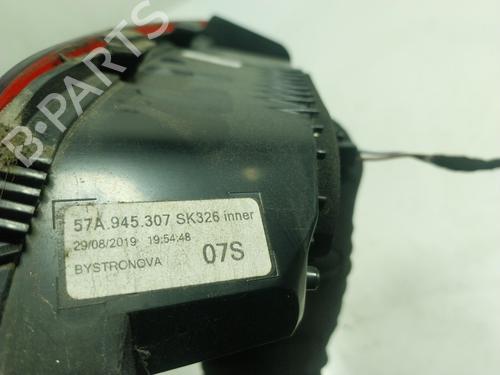 B-PARTS
57A.945.307 SK326 inner
29/08/2019 19:54:48
07S
BYSTRONOVA